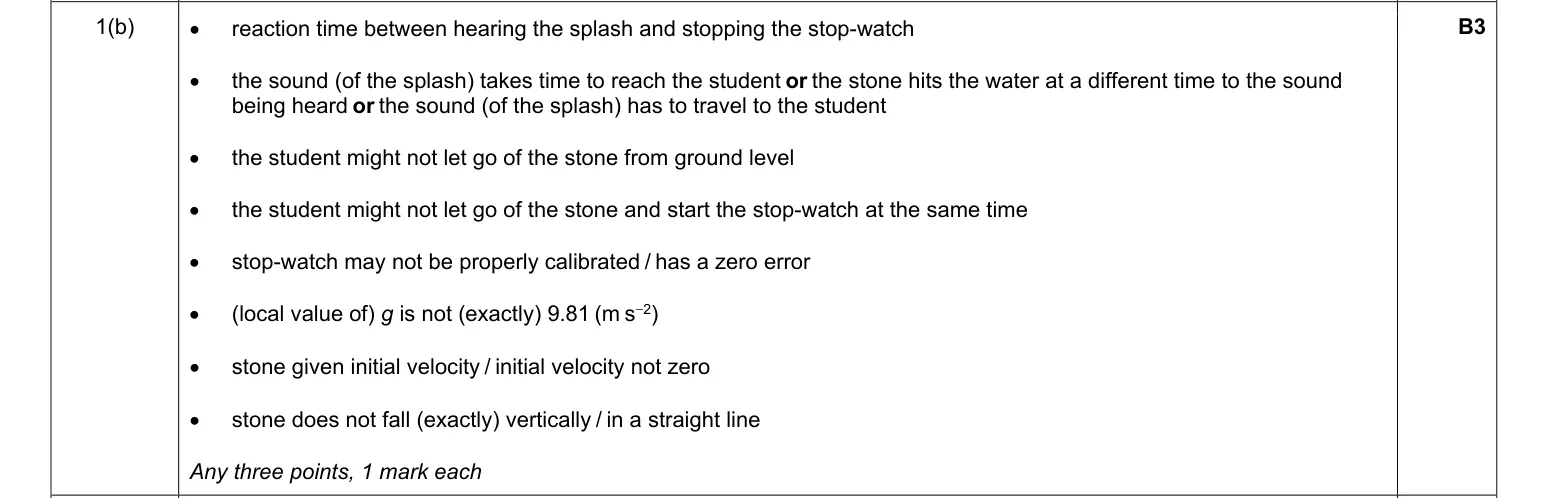 1(b)
• reaction time between hearing the splash and stopping the stop-watch
B3
• the sound (of the splash) takes time to reach the student or the stone hits the water at a different time to the sound
being heard or the sound (of the splash) has to travel to the student
• the student might not let go of the stone from ground level
• the student might not let go of the stone and start the stop-watch at the same time
• stop-watch may not be properly calibrated / has a zero error
• (local value of) g is not (exactly) 9.81 (m s⁻²)
• stone given initial velocity / initial velocity not zero
• stone does not fall (exactly) vertically / in a straight line
Any three points, 1 mark each